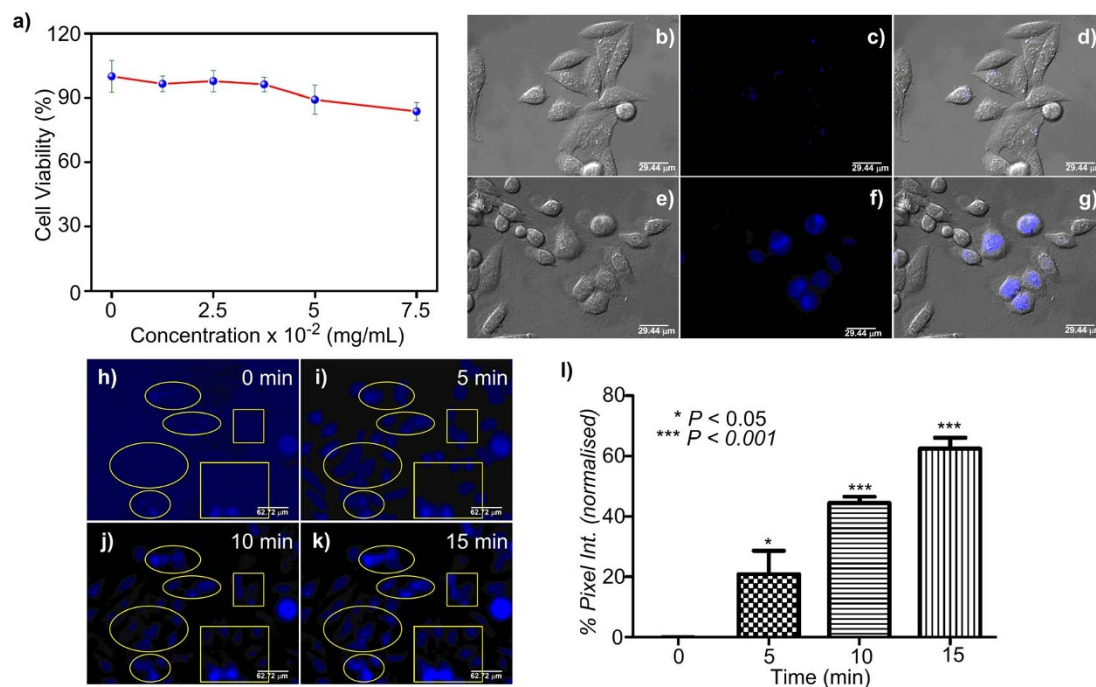 a)
120
90
60
30
0
Cell Viability (%)
0
2.5
5
7.5
Concentration x 10⁻² (mg/mL)
b)
29.44 µm
c)
29.44 µm
d)
29.44 µm
e)
29.44 µm
f)
29.44 µm
g)
29.44 µm
h)
0 min
62.72 µm
i)
5 min
62.72 µm
j)
10 min
62.72 µm
k)
15 min
62.72 µm
l)
80
60
40
20
0
% Pixel Int. (normalised)
* P < 0.05
*** P < 0.001
*
***
***
0
5
10
15
Time (min)